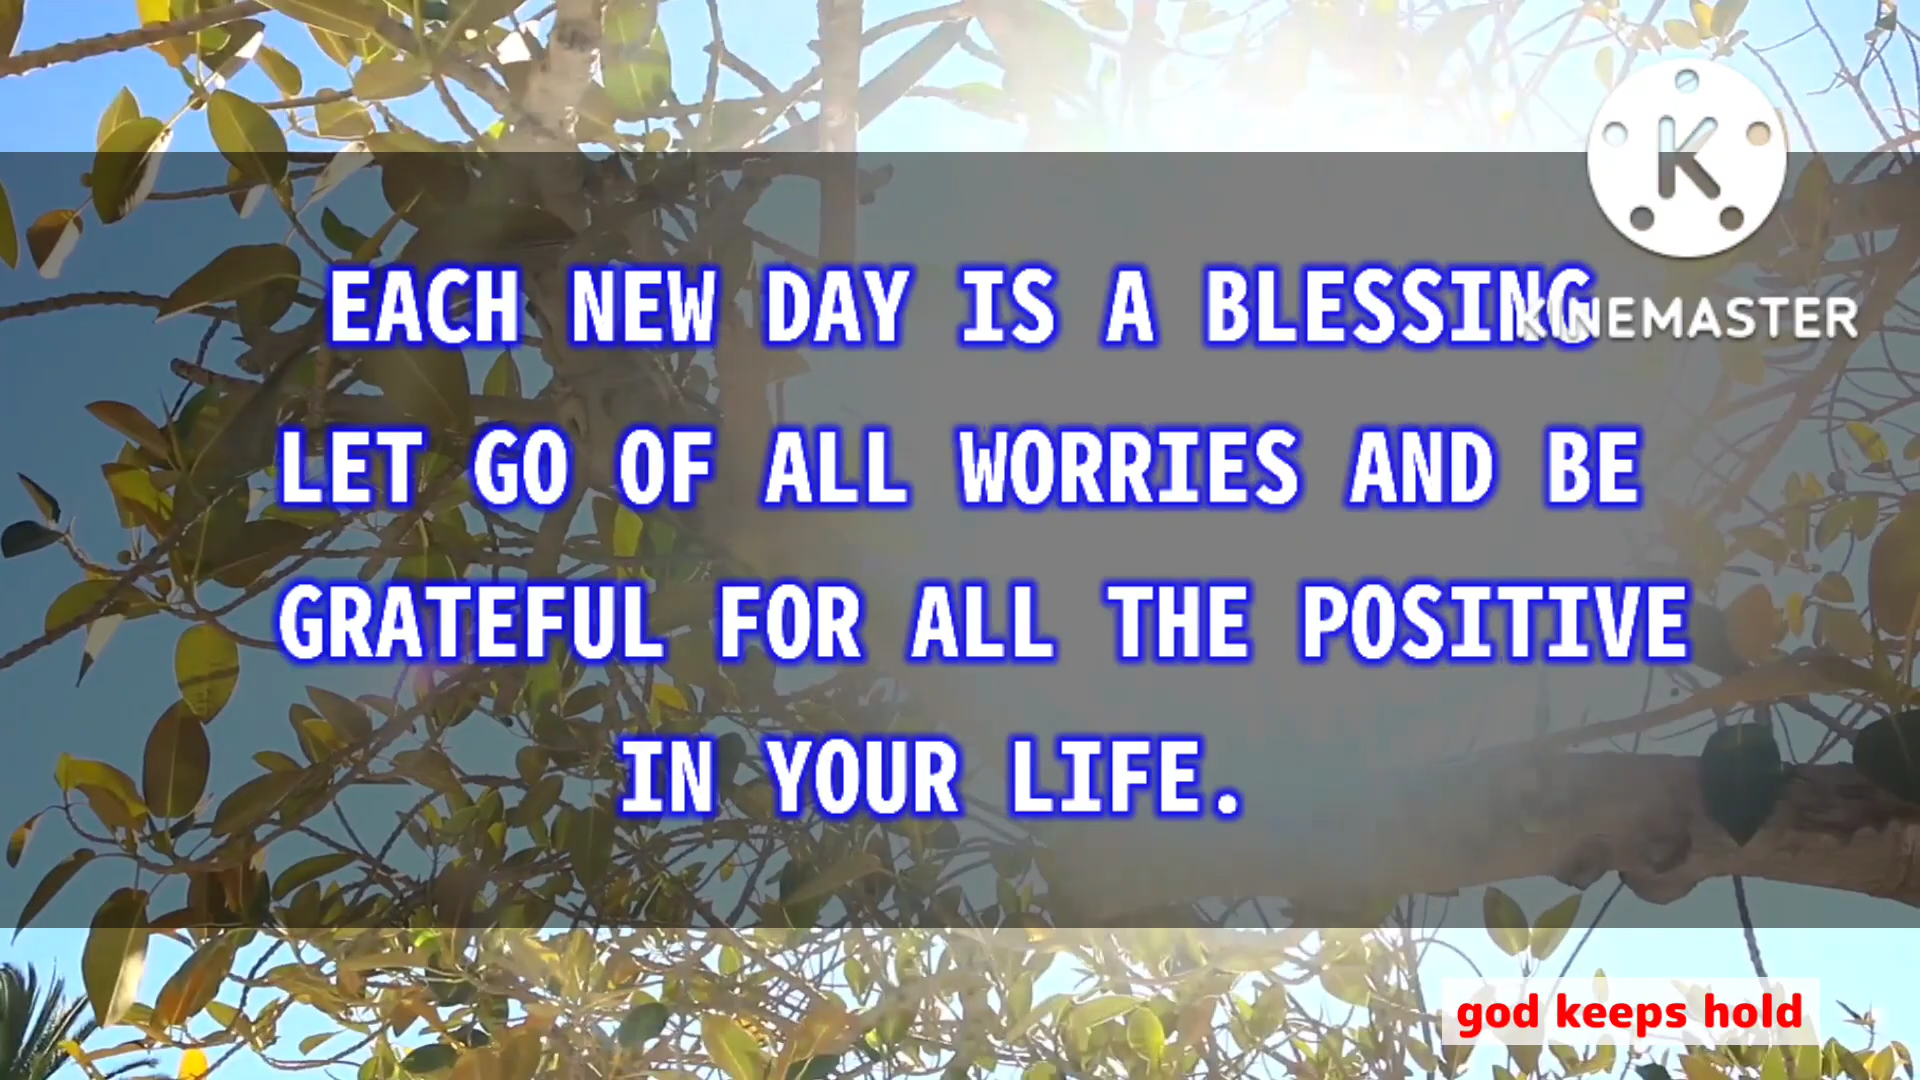 EACH NEW DAY IS A BLESSING
LET GO OF ALL WORRIES AND BE
GRATEFUL FOR ALL THE POSITIVE
IN YOUR LIFE.
K
KINEMASTER
god keeps hold